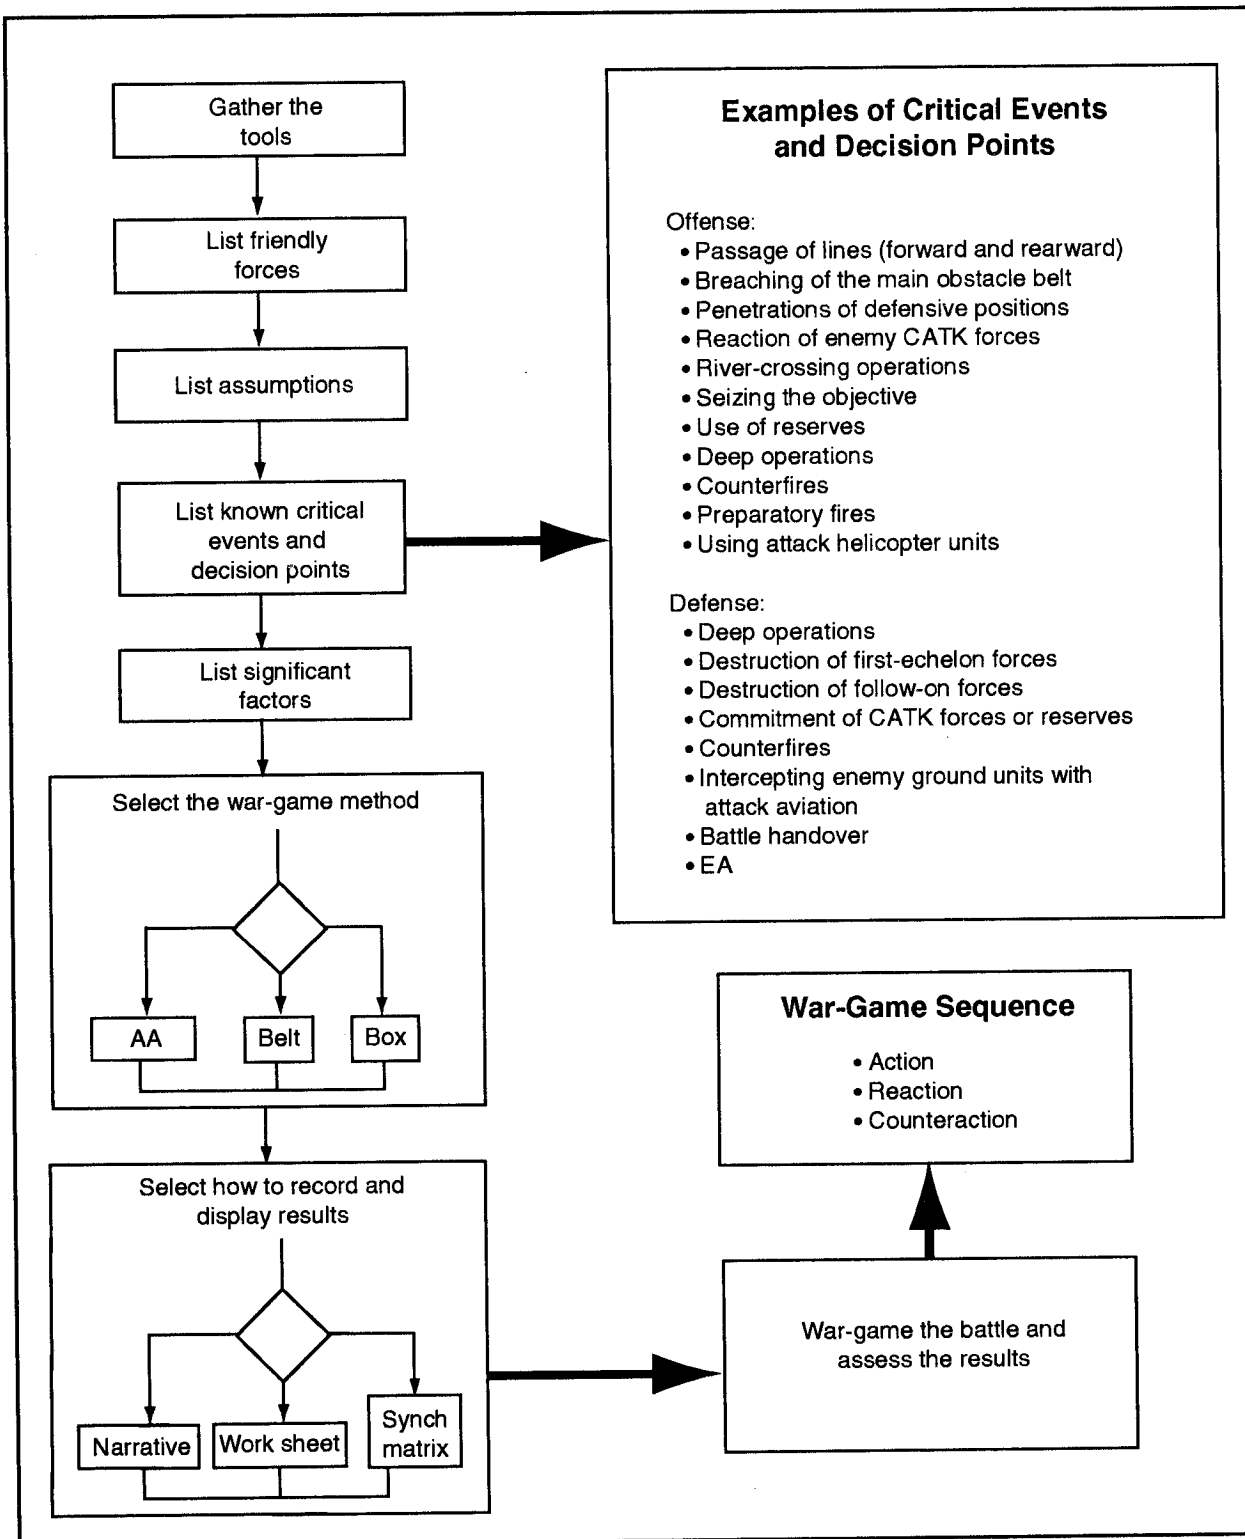 Gather the
tools
List friendly
forces
List assumptions
List known critical
events and
decision points
List significant
factors
Select the war-game method
AA
Belt
Box
Select how to record and
display results
Narrative
Work sheet
Synch
matrix
Examples of Critical Events
and Decision Points
Offense:
• Passage of lines (forward and rearward)
• Breaching of the main obstacle belt
• Penetrations of defensive positions
• Reaction of enemy CATK forces
• River-crossing operations
• Seizing the objective
• Use of reserves
• Deep operations
• Counterfires
• Preparatory fires
• Using attack helicopter units
Defense:
• Deep operations
• Destruction of first-echelon forces
• Destruction of follow-on forces
• Commitment of CATK forces or reserves
• Counterfires
• Intercepting enemy ground units with
attack aviation
• Battle handover
• EA
War-Game Sequence
• Action
• Reaction
• Counteraction
War-game the battle and
assess the results